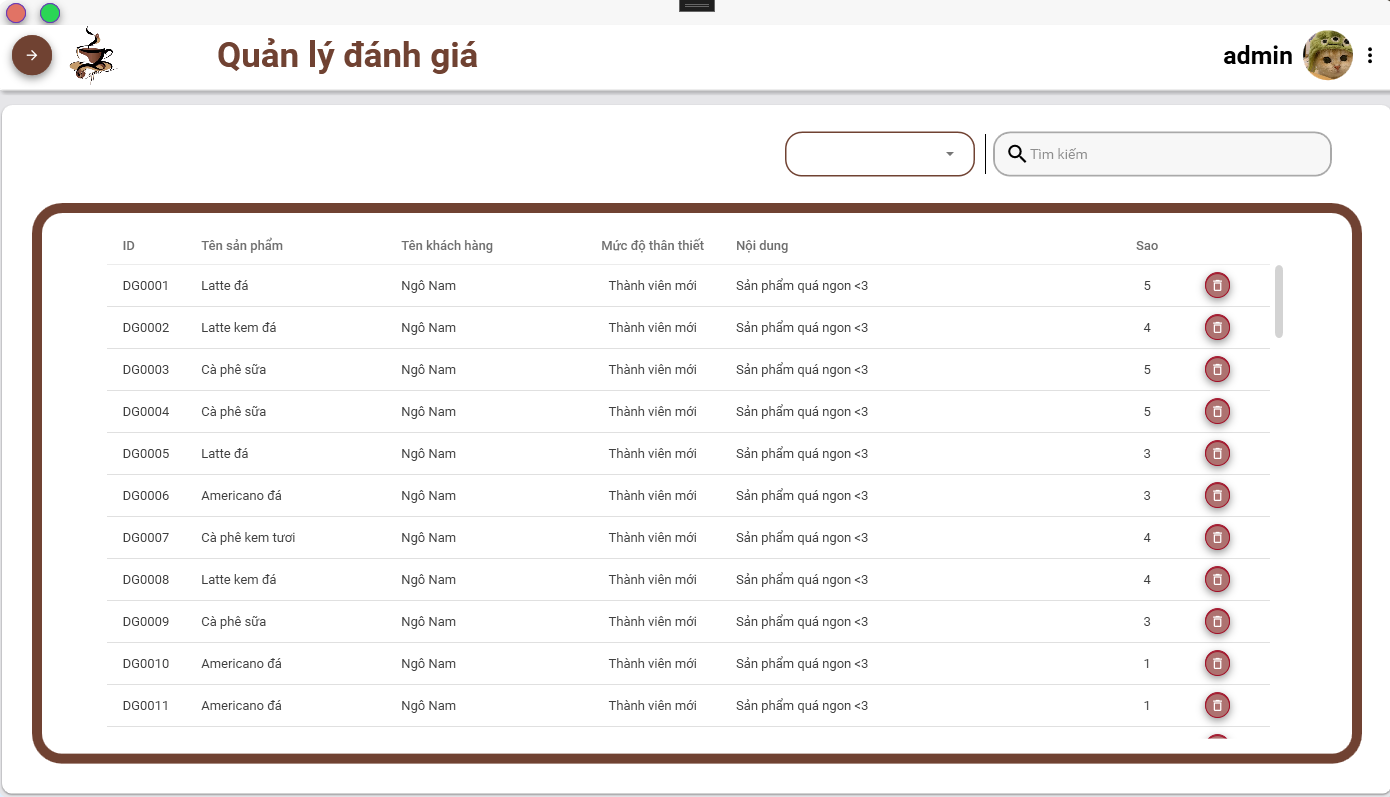 Quản lý đánh giá
admin
Tìm kiếm
ID Tên sản phẩm Tên khách hàng Mức độ thân thiết Nội dung Sao
DG0001 Latte đá Ngô Nam Thành viên mới Sản phẩm quá ngon <3 5
DG0002 Latte kem đá Ngô Nam Thành viên mới Sản phẩm quá ngon <3 4
DG0003 Cà phê sữa Ngô Nam Thành viên mới Sản phẩm quá ngon <3 5
DG0004 Cà phê sữa Ngô Nam Thành viên mới Sản phẩm quá ngon <3 5
DG0005 Latte đá Ngô Nam Thành viên mới Sản phẩm quá ngon <3 3
DG0006 Americano đá Ngô Nam Thành viên mới Sản phẩm quá ngon <3 3
DG0007 Cà phê kem tươi Ngô Nam Thành viên mới Sản phẩm quá ngon <3 4
DG0008 Latte kem đá Ngô Nam Thành viên mới Sản phẩm quá ngon <3 4
DG0009 Cà phê sữa Ngô Nam Thành viên mới Sản phẩm quá ngon <3 3
DG0010 Americano đá Ngô Nam Thành viên mới Sản phẩm quá ngon <3 1
DG0011 Americano đá Ngô Nam Thành viên mới Sản phẩm quá ngon <3 1